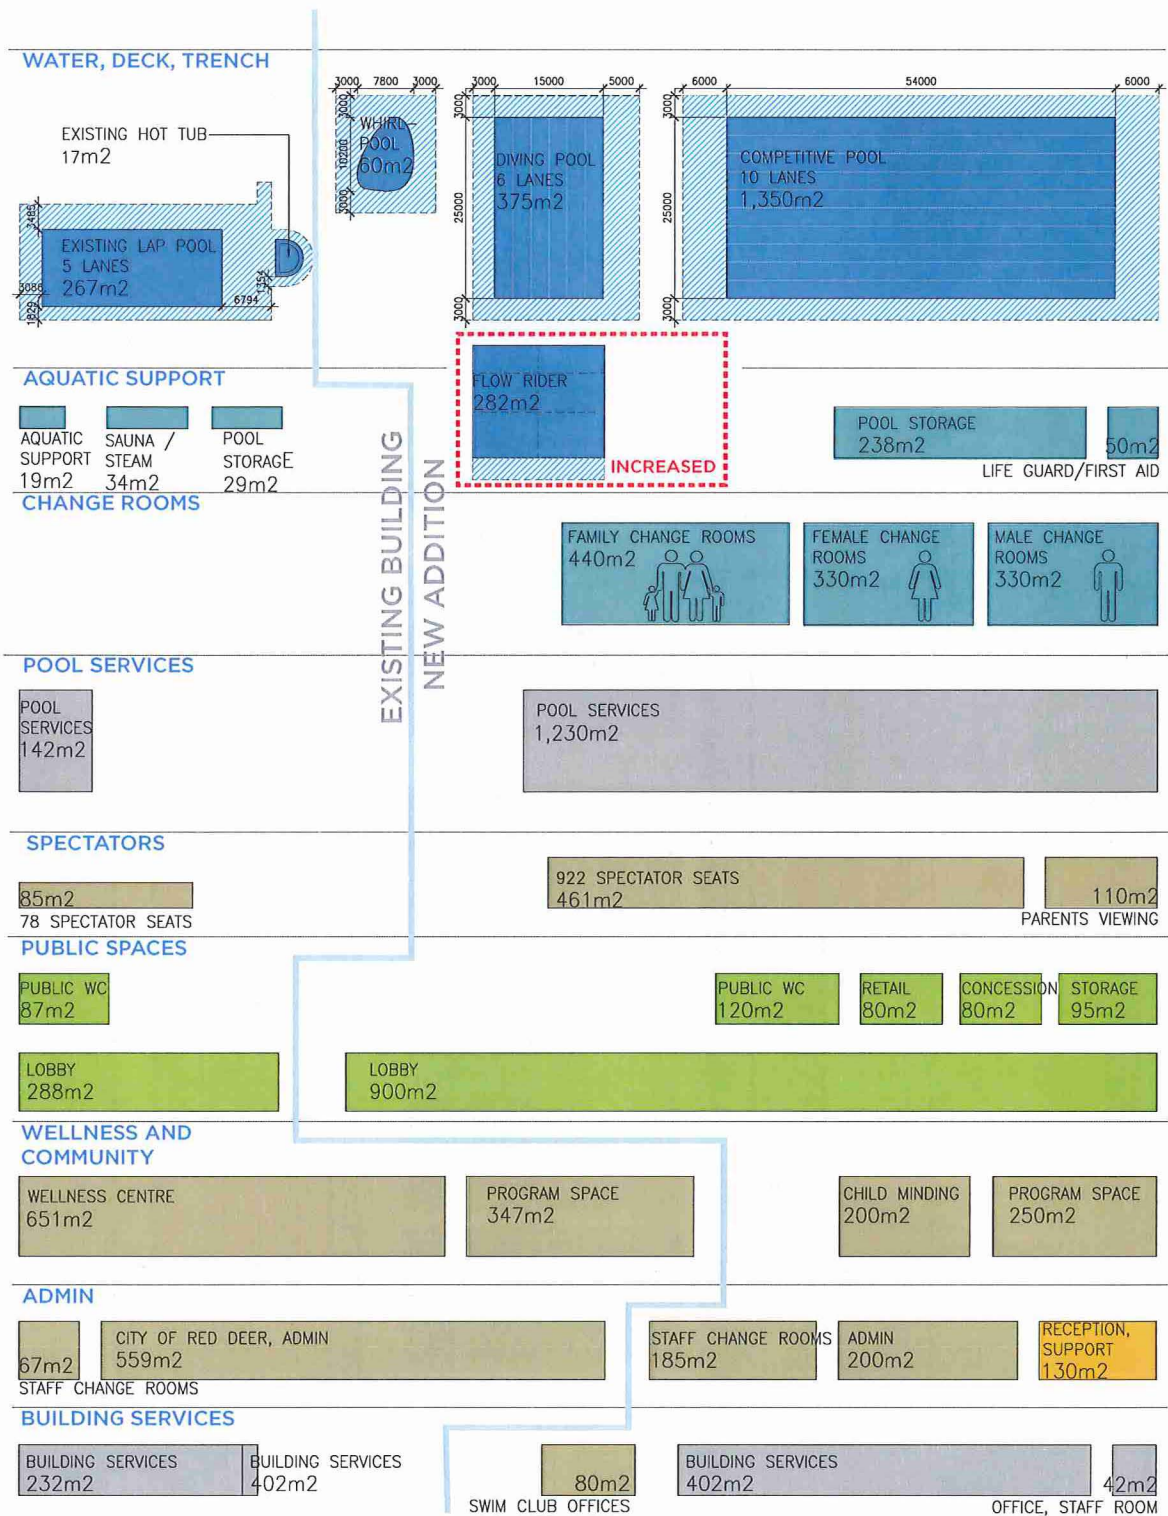 WATER, DECK, TRENCH
3000 7800 3000
3000 15000 5000
6000 54000 6000
EXISTING HOT TUB
17m2
3000
10200
3000
WHIRL-
POOL
60m2
3000
25000
3000
DIVING POOL
6 LANES
375m2
3000
25000
3000
COMPETITIVE POOL
10 LANES
1,350m2
3485
EXISTING LAP POOL
5 LANES
267m2
3086
1829
6794
1354
AQUATIC SUPPORT
FLOW RIDER
282m2
INCREASED
AQUATIC
SUPPORT
19m2
SAUNA /
STEAM
34m2
POOL
STORAGE
29m2
POOL STORAGE
238m2
50m2
LIFE GUARD/FIRST AID
EXISTING BUILDING
NEW ADDITION
CHANGE ROOMS
FAMILY CHANGE ROOMS
440m2
FEMALE CHANGE
ROOMS
330m2
MALE CHANGE
ROOMS
330m2
POOL SERVICES
POOL
SERVICES
142m2
POOL SERVICES
1,230m2
SPECTATORS
85m2
78 SPECTATOR SEATS
922 SPECTATOR SEATS
461m2
110m2
PARENTS VIEWING
PUBLIC SPACES
PUBLIC WC
87m2
PUBLIC WC
120m2
RETAIL
80m2
CONCESSION
80m2
STORAGE
95m2
LOBBY
288m2
LOBBY
900m2
WELLNESS AND
COMMUNITY
WELLNESS CENTRE
651m2
PROGRAM SPACE
347m2
CHILD MINDING
200m2
PROGRAM SPACE
250m2
ADMIN
67m2
STAFF CHANGE ROOMS
CITY OF RED DEER, ADMIN
559m2
STAFF CHANGE ROOMS
185m2
ADMIN
200m2
RECEPTION,
SUPPORT
130m2
BUILDING SERVICES
BUILDING SERVICES
232m2
BUILDING SERVICES
402m2
80m2
SWIM CLUB OFFICES
BUILDING SERVICES
402m2
42m2
OFFICE, STAFF ROOM